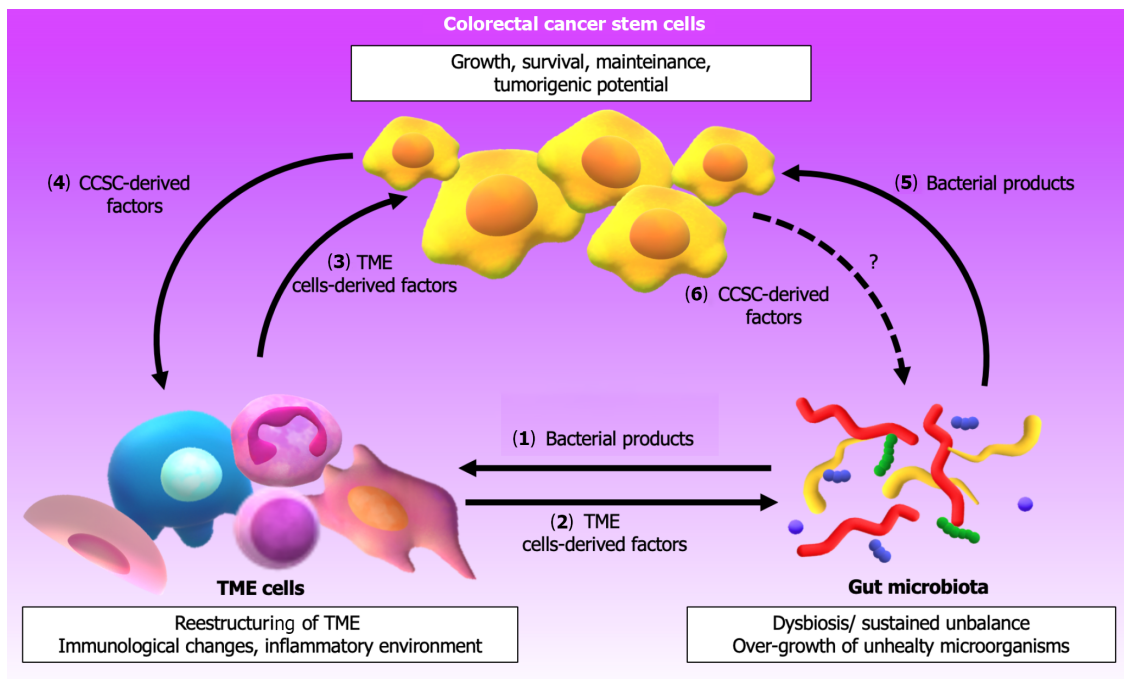 Colorectal cancer stem cells
Growth, survival, mainteinance,
tumorigenic potential
(4) CCSC-derived
factors
(5) Bacterial products
(3) TME
cells-derived factors
?
(6) CCSC-derived
factors
(1) Bacterial products
(2) TME
cells-derived factors
TME cells
Gut microbiota
Reestructuring of TME
Immunological changes, inflammatory environment
Dysbiosis/ sustained unbalance
Over-growth of unhealty microorganisms